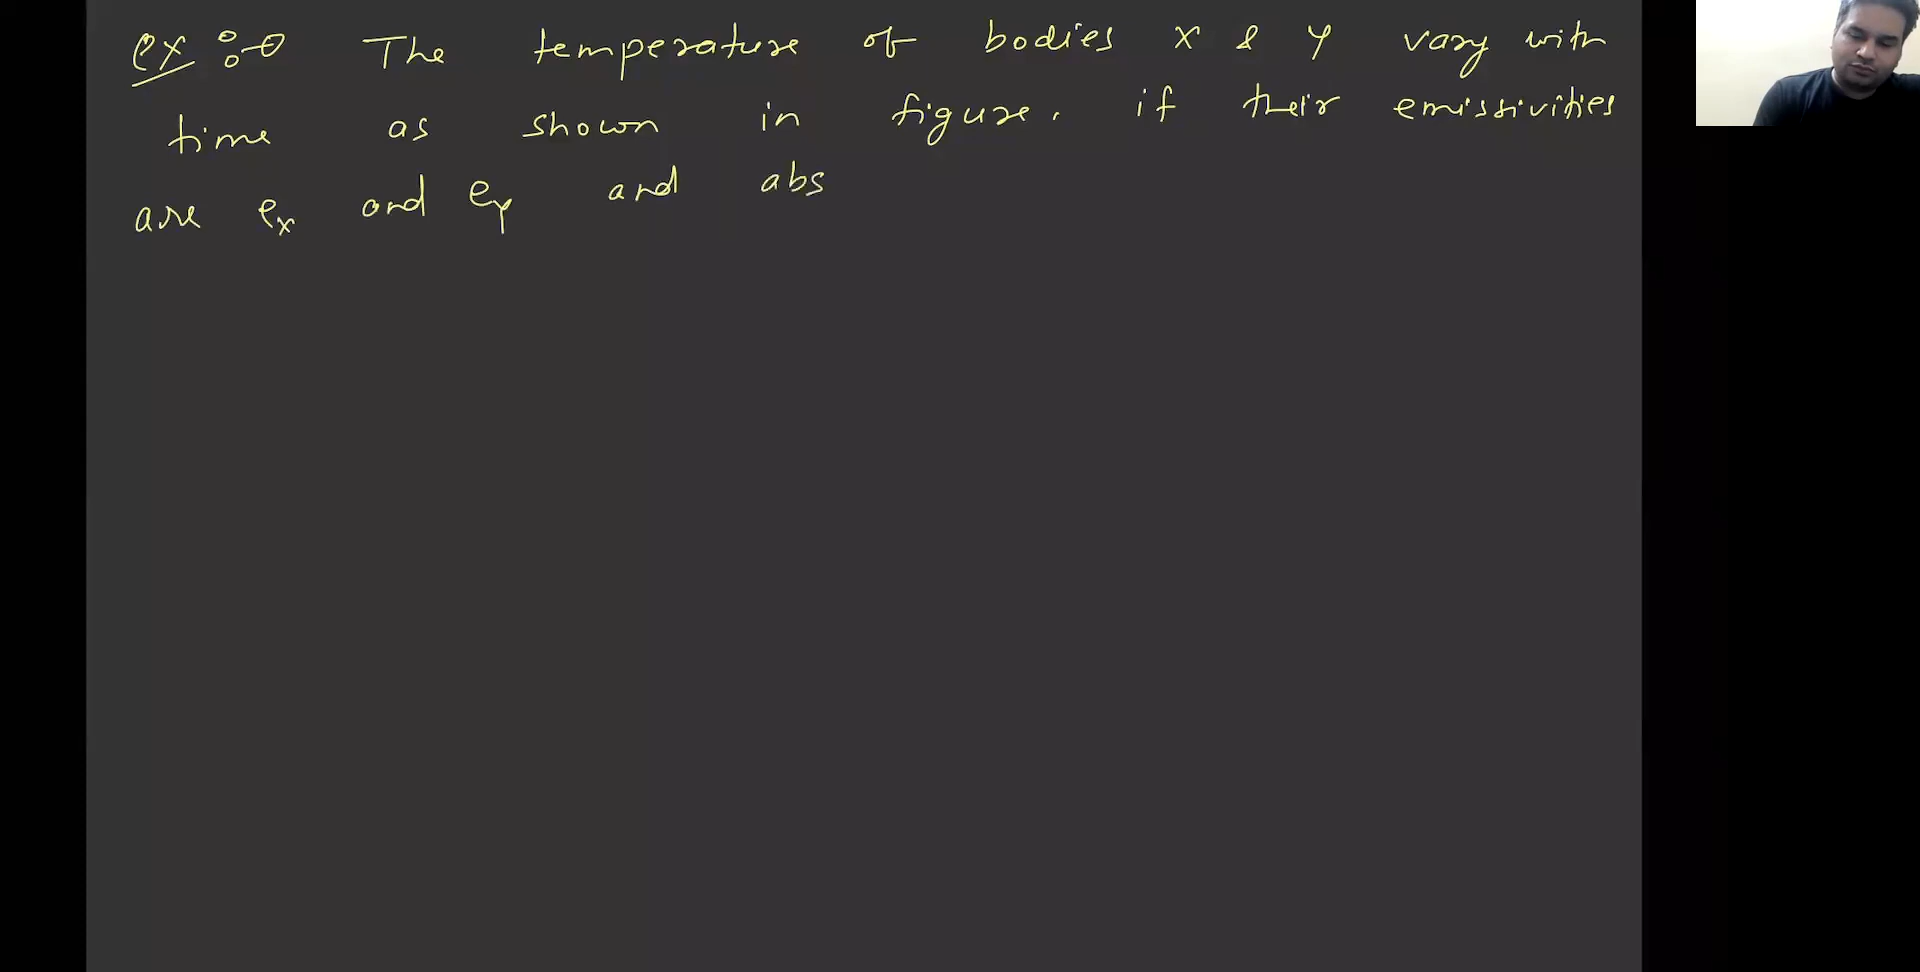 ex :- The temperature of bodies x & y vary with
time as shown in figure. if their emissivities
are ex and ey and abs